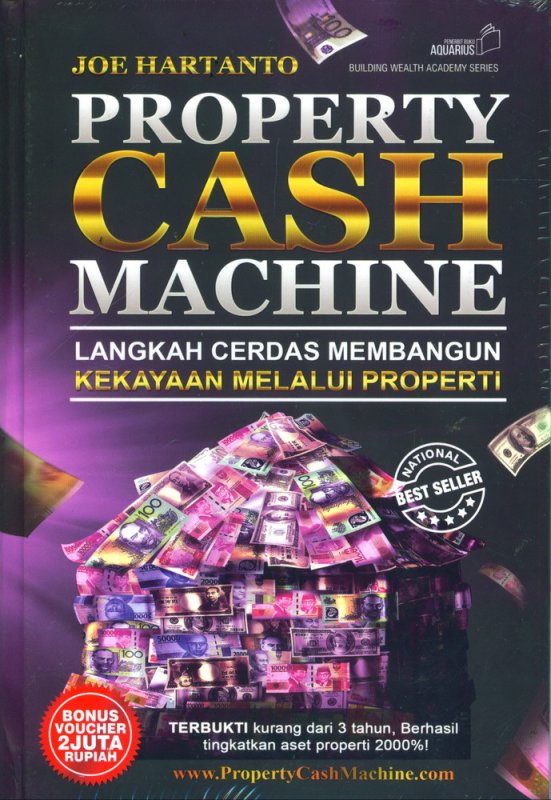 PENERBIT BUKU
AQUARIUS
JOE HARTANTO
BUILDING WEALTH ACADEMY SERIES
PROPERTY
CASH
MACHINE
LANGKAH CERDAS MEMBANGUN
KEKAYAAN MELALUI PROPERTI
NATIONAL
BEST SELLER
BONUS
VOUCHER
2JUTA
RUPIAH
TERBUKTI kurang dari 3 tahun, Berhasil
tingkatkan aset properti 2000%!
www.PropertyCashMachine.com